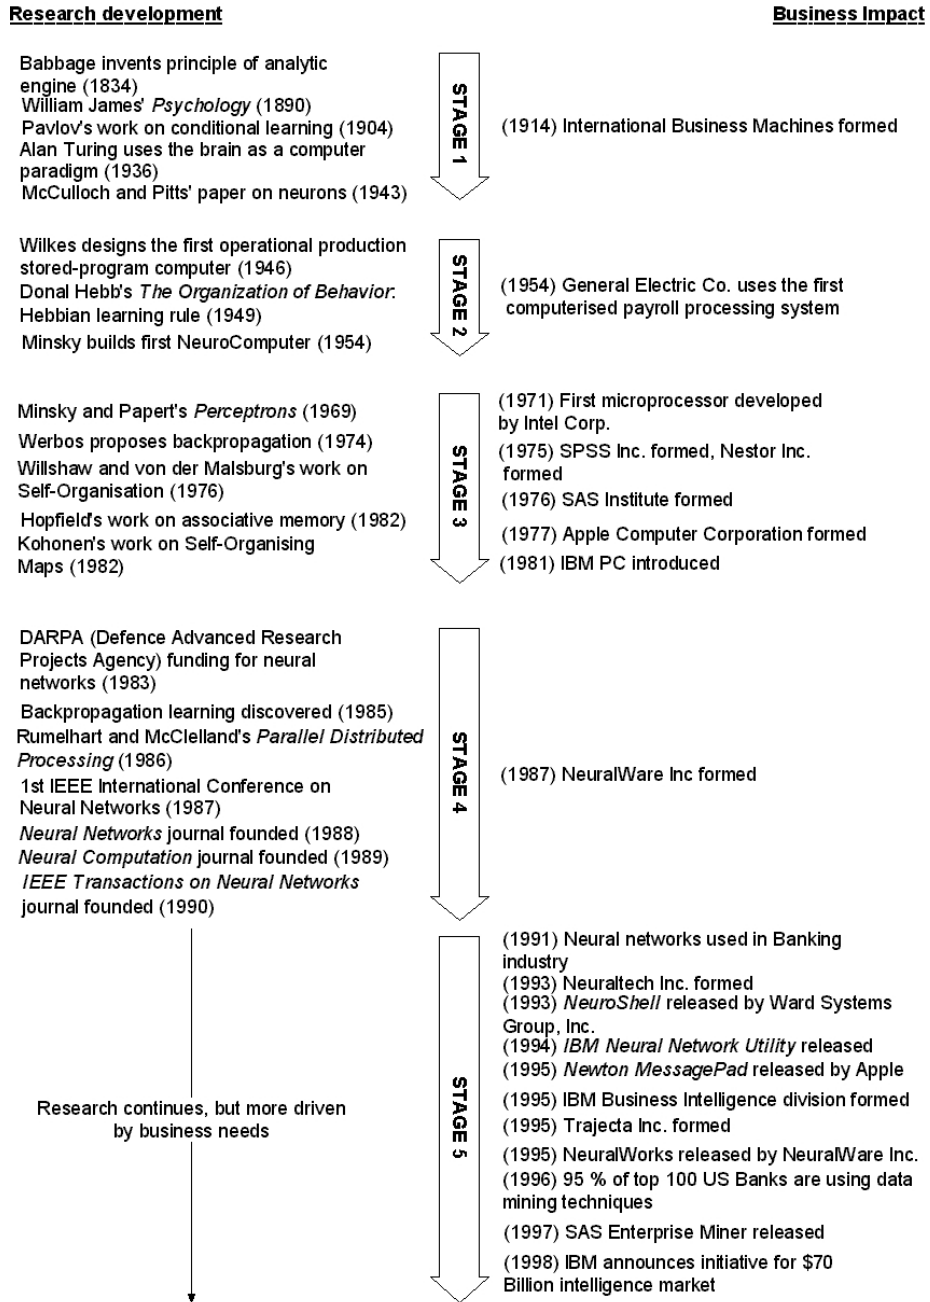 Research development
Business Impact
Babbage invents principle of analytic
engine (1834)
William James' Psychology (1890)
Pavlov's work on conditional learning (1904)
Alan Turing uses the brain as a computer
paradigm (1936)
McCulloch and Pitts' paper on neurons (1943)
STAGE 1
(1914) International Business Machines formed
Wilkes designs the first operational production
stored-program computer (1946)
Donal Hebb's The Organization of Behavior:
Hebbian learning rule (1949)
Minsky builds first NeuroComputer (1954)
STAGE 2
(1954) General Electric Co. uses the first
computerised payroll processing system
Minsky and Papert's Perceptrons (1969)
Werbos proposes backpropagation (1974)
Willshaw and von der Malsburg's work on
Self-Organisation (1976)
Hopfield's work on associative memory (1982)
Kohonen's work on Self-Organising
Maps (1982)
STAGE 3
(1971) First microprocessor developed
by Intel Corp.
(1975) SPSS Inc. formed, Nestor Inc.
formed
(1976) SAS Institute formed
(1977) Apple Computer Corporation formed
(1981) IBM PC introduced
DARPA (Defence Advanced Research
Projects Agency) funding for neural
networks (1983)
Backpropagation learning discovered (1985)
Rumelhart and McClelland's Parallel Distributed
Processing (1986)
1st IEEE International Conference on
Neural Networks (1987)
Neural Networks journal founded (1988)
Neural Computation journal founded (1989)
IEEE Transactions on Neural Networks
journal founded (1990)
STAGE 4
(1987) NeuralWare Inc formed
Research continues, but more driven
by business needs
STAGE 5
(1991) Neural networks used in Banking
industry
(1993) Neuraltech Inc. formed
(1993) NeuroShell released by Ward Systems
Group, Inc.
(1994) IBM Neural Network Utility released
(1995) Newton MessagePad released by Apple
(1995) IBM Business Intelligence division formed
(1995) Trajecta Inc. formed
(1995) NeuralWorks released by NeuralWare Inc.
(1996) 95 % of top 100 US Banks are using data
mining techniques
(1997) SAS Enterprise Miner released
(1998) IBM announces initiative for $70
Billion intelligence market